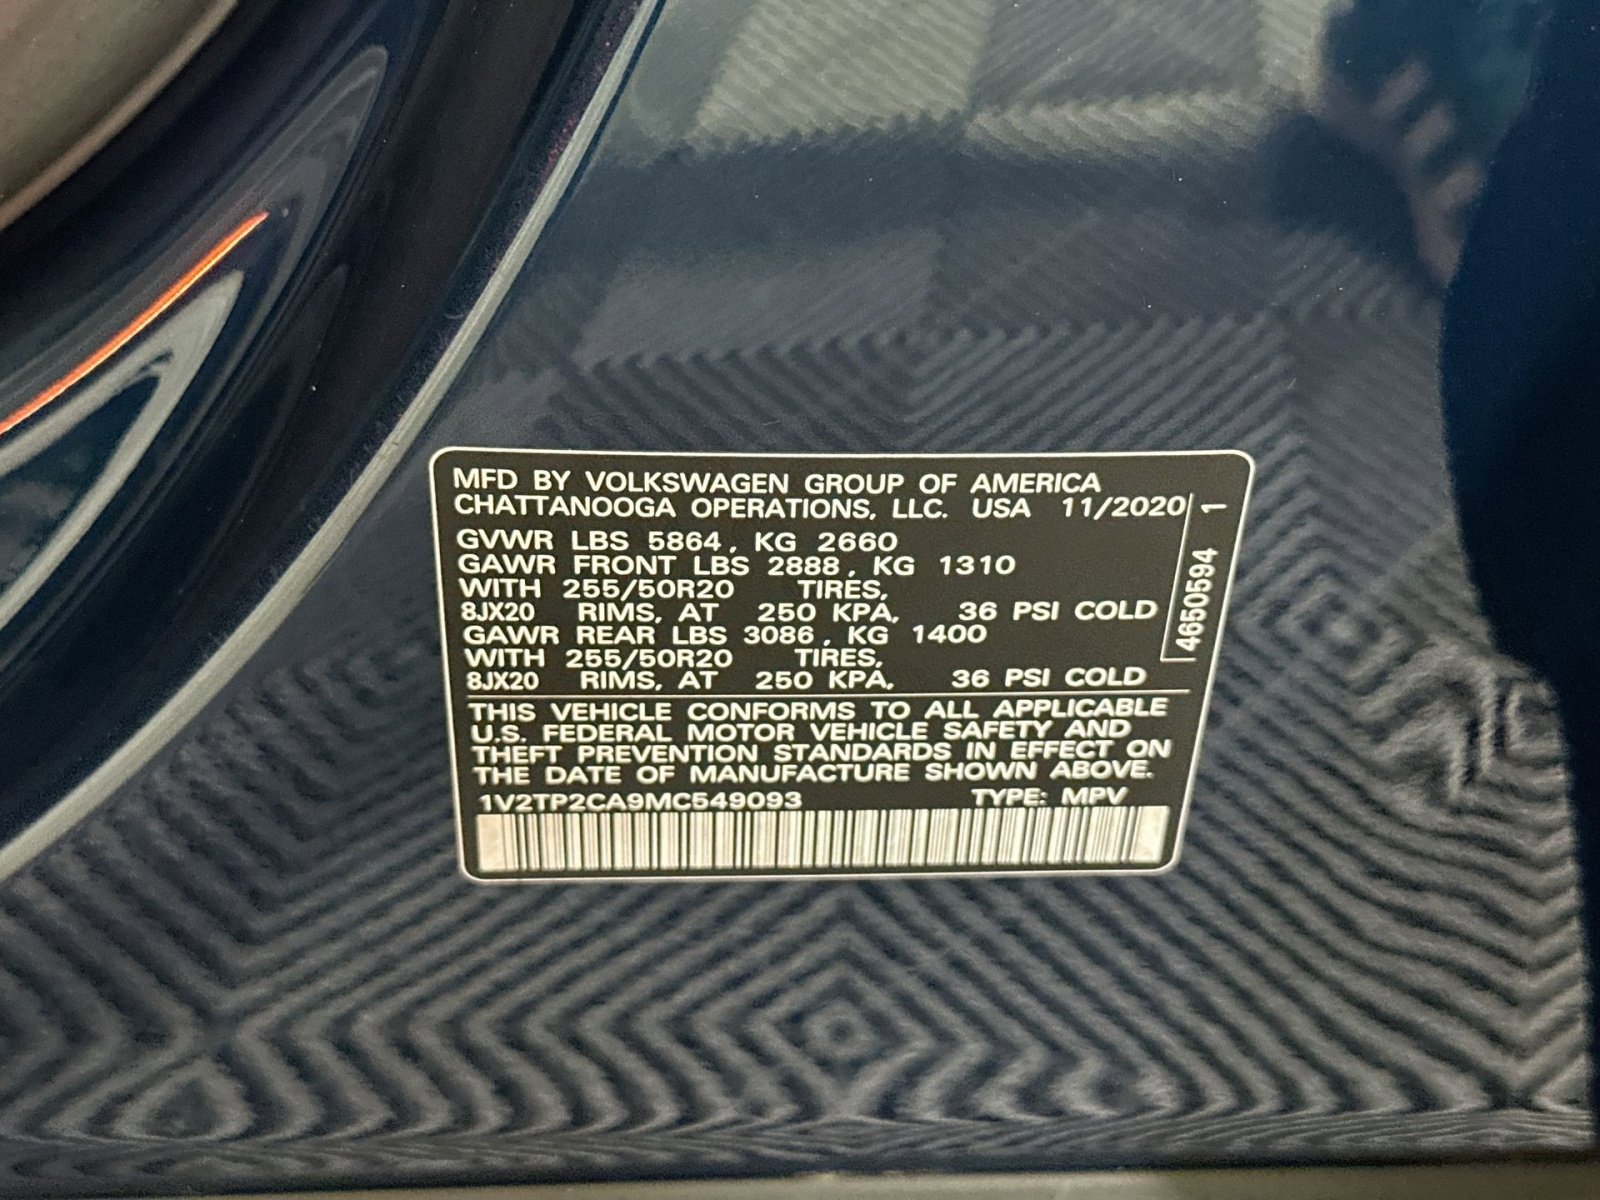 MFD BY VOLKSWAGEN GROUP OF AMERICA
CHATTANOOGA OPERATIONS, LLC. USA 11/2020
GVWR LBS 5864, KG 2660
GAWR FRONT LBS 2888, KG 1310
WITH 255/50R20 TIRES,
8JX20 RIMS, AT 250 KPA, 36 PSI COLD
GAWR REAR LBS 3086, KG 1400
WITH 255/50R20 TIRES,
8JX20 RIMS, AT 250 KPA, 36 PSI COLD
THIS VEHICLE CONFORMS TO ALL APPLICABLE
U.S. FEDERAL MOTOR VEHICLE SAFETY AND
THEFT PREVENTION STANDARDS IN EFFECT ON
THE DATE OF MANUFACTURE SHOWN ABOVE.
1V2TP2CA9MC549093 TYPE: MPV
4650594 1